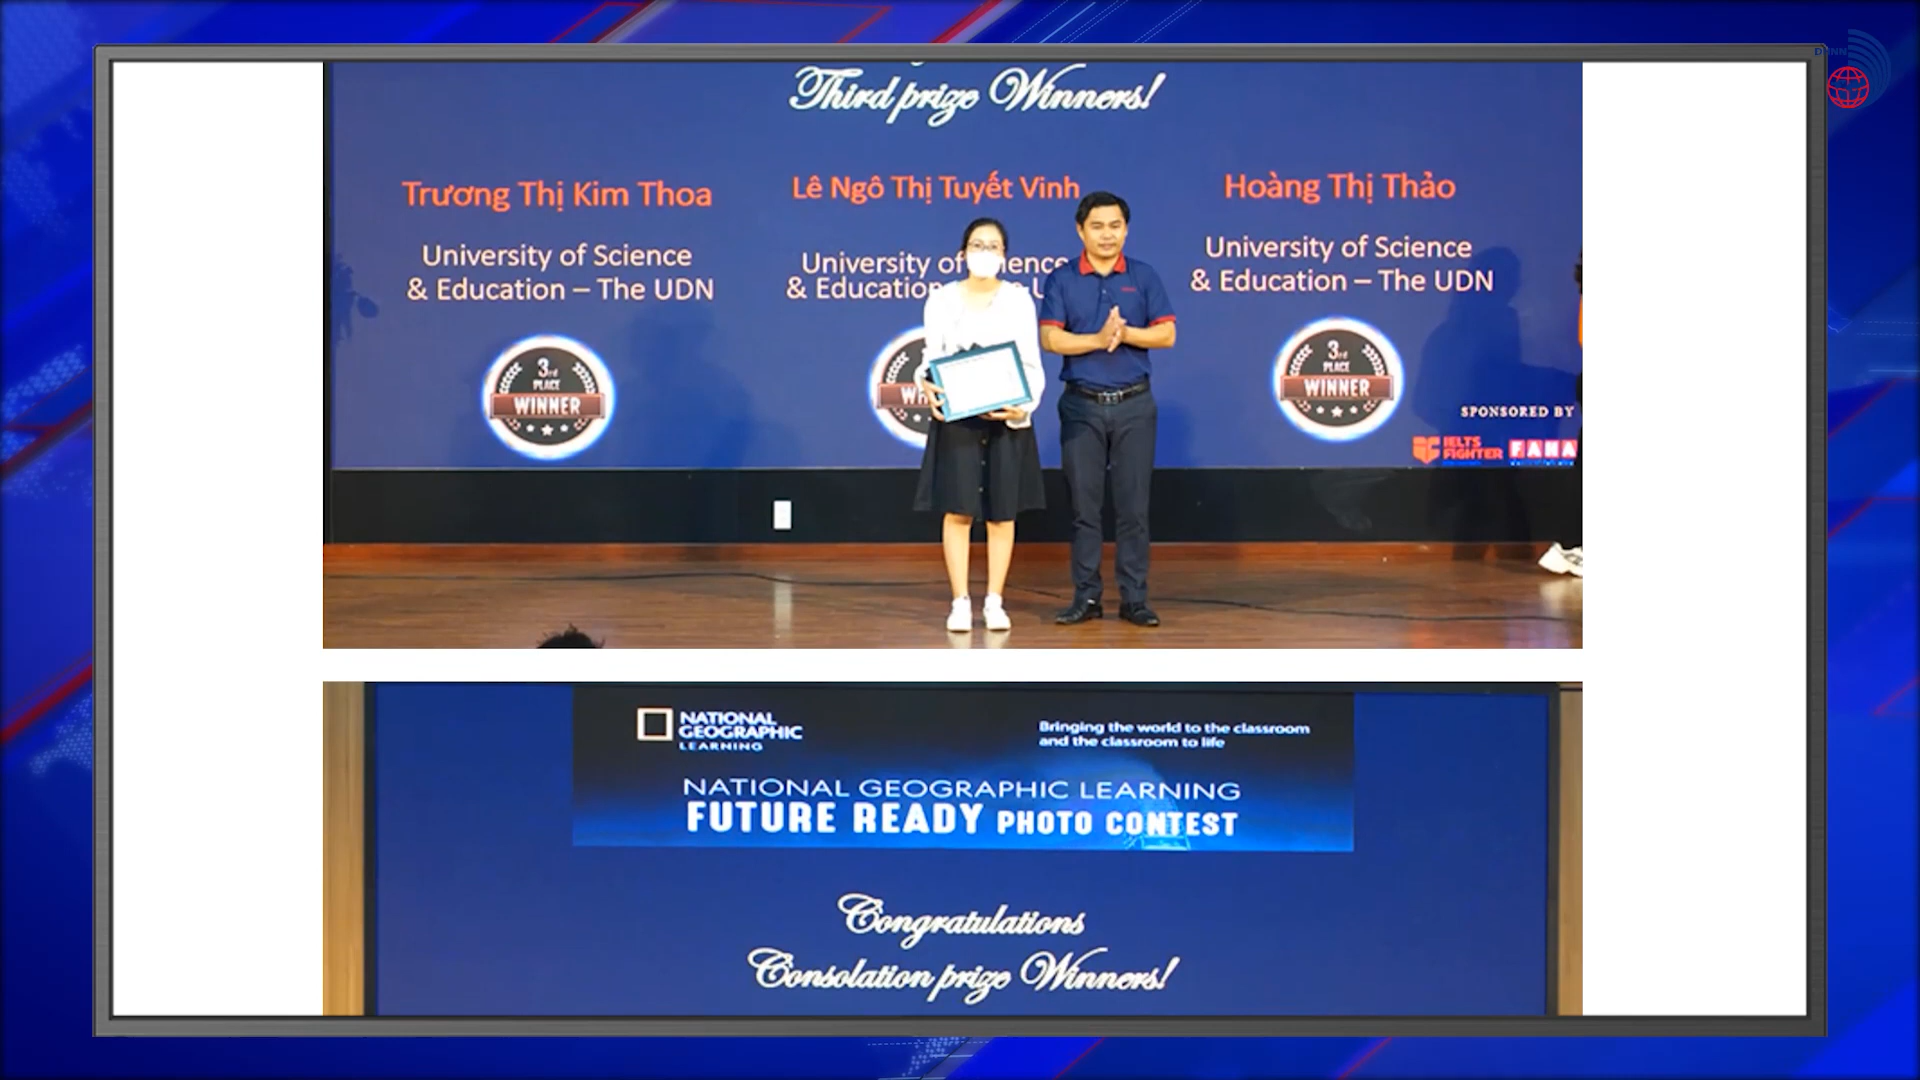 Third prize Winners!
Trương Thị Kim Thoa
University of Science
& Education – The UDN
3rd
PLACE
WINNER
Lê Ngô Thị Tuyết Vinh
University of
& Education
Hoàng Thị Thảo
University of Science
& Education – The UDN
3rd
PLACE
WINNER
SPONSORED BY
IELTS
FIGHTER
NATIONAL
GEOGRAPHIC
LEARNING
Bringing the world to the classroom
and the classroom to life
NATIONAL GEOGRAPHIC LEARNING
FUTURE READY PHOTO CONTEST
Congratulations
Consolation prize Winners!